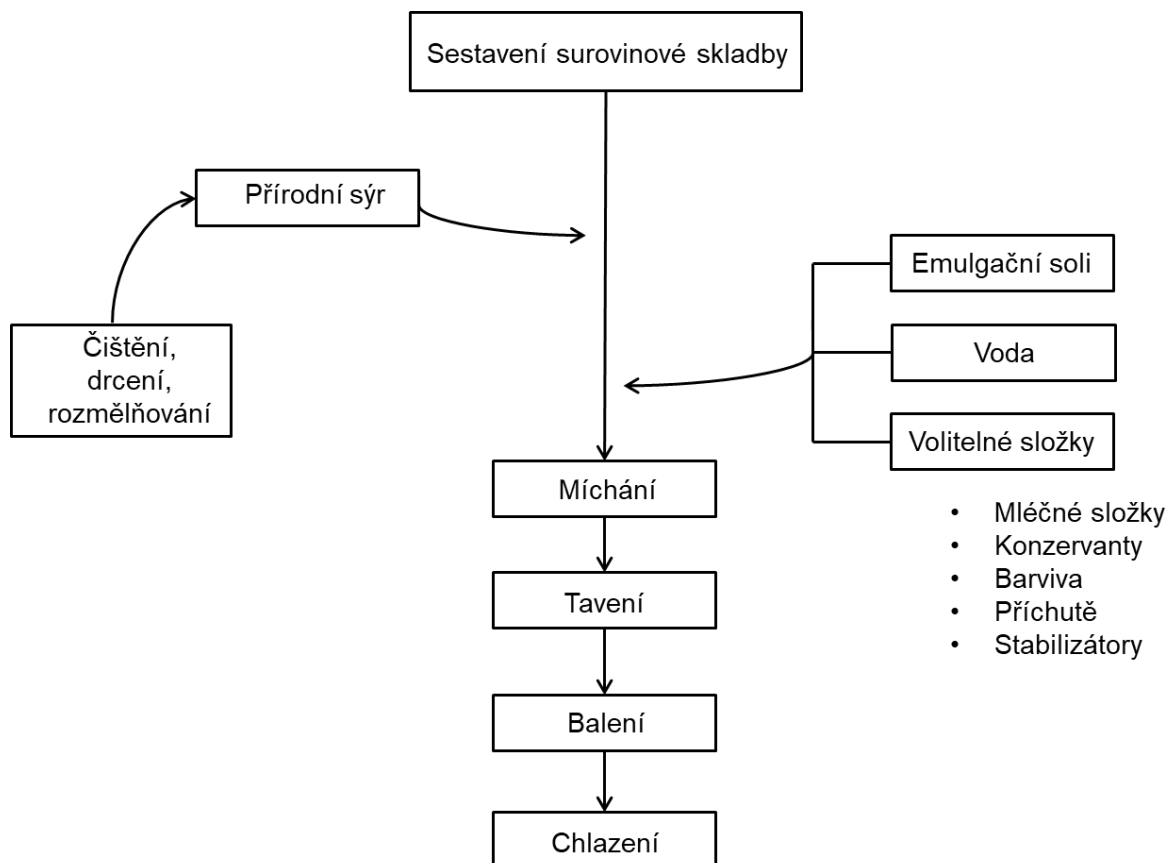 Sestavení surovinové skladby
Přírodní sýr
Čištění,
drcení,
rozmělňování
Emulgační soli
Voda
Volitelné složky
• Mléčné složky
• Konzervanty
• Barviva
• Příchutě
• Stabilizátory
Míchání
Tavení
Balení
Chlazení